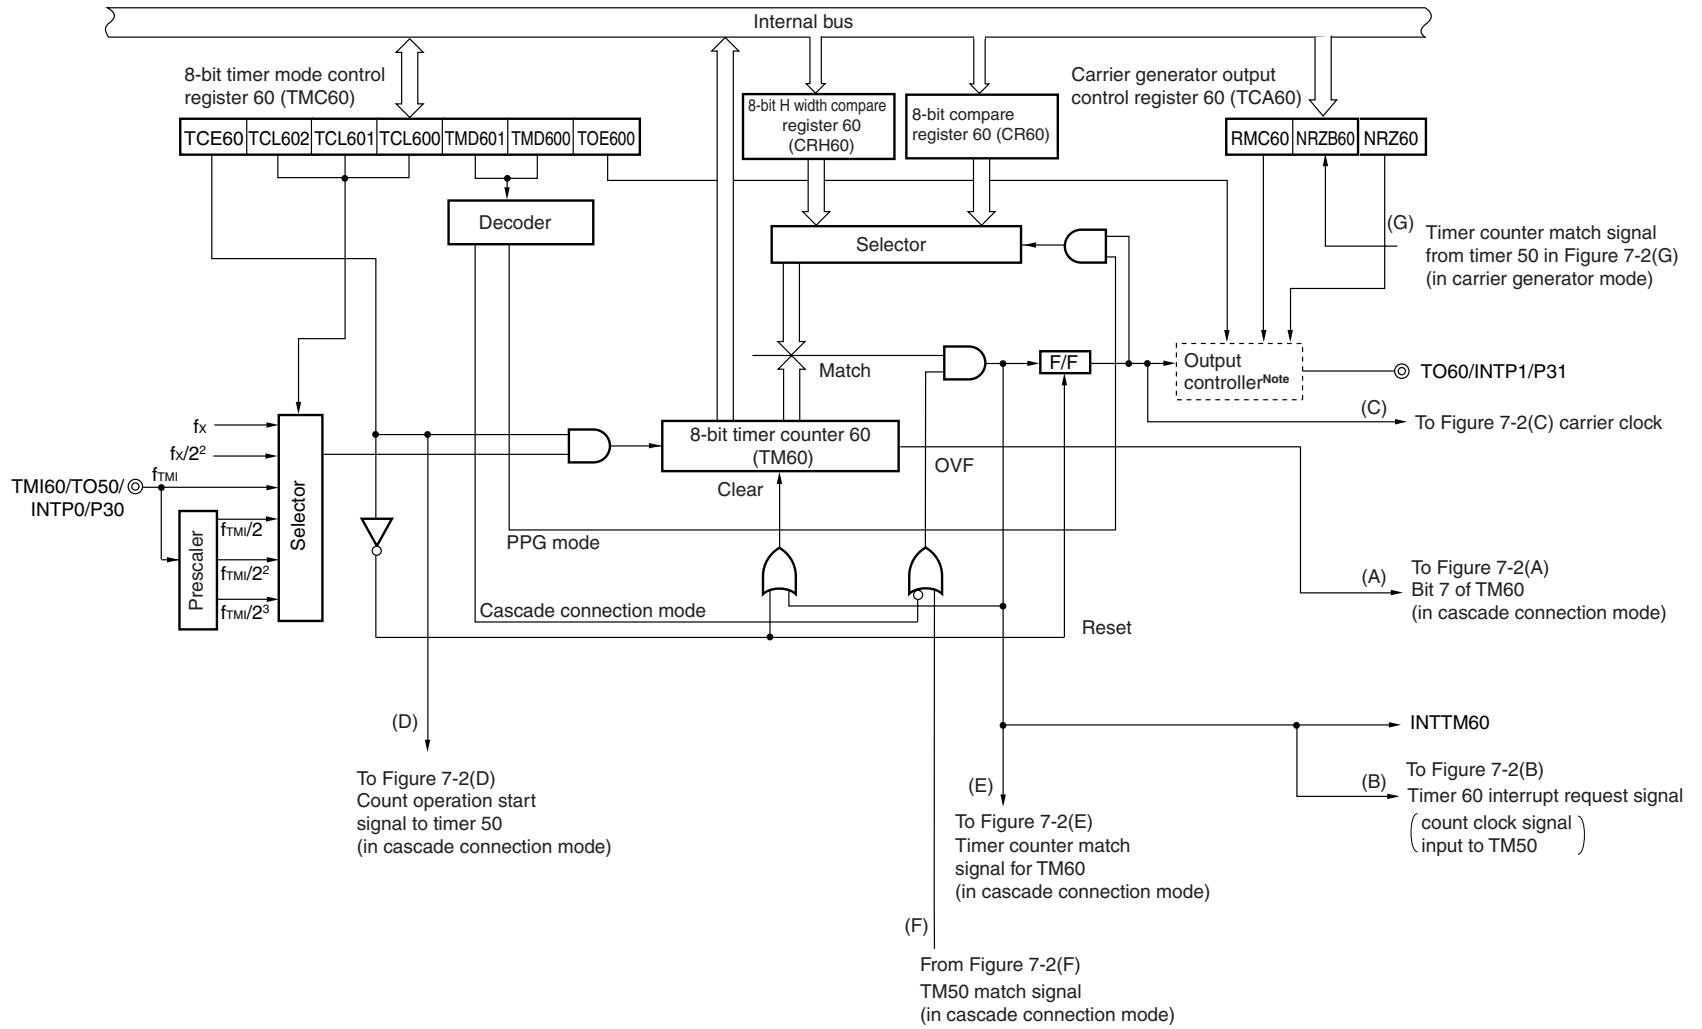 Internal bus
8-bit timer mode control
register 60 (TMC60)
TCE60 TCL602 TCL601 TCL600 TMD601 TMD600 TOE600
8-bit H width compare
register 60
(CRH60)
8-bit compare
register 60 (CR60)
Carrier generator output
control register 60 (TCA60)
RMC60 NRZB60 NRZ60
Decoder
Selector
(G)
Timer counter match signal
from timer 50 in Figure 7-2(G)
(in carrier generator mode)
Match
F/F
Output
controllerNote
TO60/INTP1/P31
(C)
To Figure 7-2(C) carrier clock
fX
fX/2²
fTMI
TMI60/TO50/
INTP0/P30
Prescaler
fTMI/2
fTMI/2²
fTMI/2³
Selector
8-bit timer counter 60
(TM60)
OVF
Clear
PPG mode
Cascade connection mode
Reset
(A)
To Figure 7-2(A)
Bit 7 of TM60
(in cascade connection mode)
(D)
To Figure 7-2(D)
Count operation start
signal to timer 50
(in cascade connection mode)
INTTM60
(B)
To Figure 7-2(B)
Timer 60 interrupt request signal
(count clock signal
input to TM50)
(E)
To Figure 7-2(E)
Timer counter match
signal for TM60
(in cascade connection mode)
(F)
From Figure 7-2(F)
TM50 match signal
(in cascade connection mode)